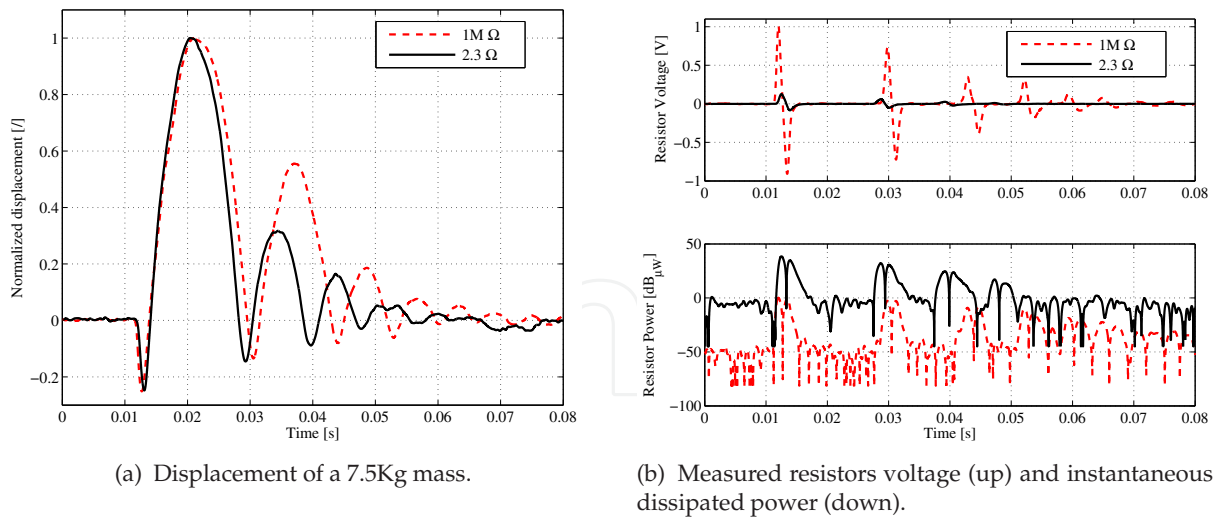 Normalized displacement [/]
1
0.8
0.6
0.4
0.2
0
−0.2
1M Ω
2.3 Ω
0 0.01 0.02 0.03 0.04 0.05 0.06 0.07 0.08
Time [s]
(a) Displacement of a 7.5Kg mass.
Resistor Voltage [V]
1
0.5
0
−0.5
−1
1M Ω
2.3 Ω
0 0.01 0.02 0.03 0.04 0.05 0.06 0.07 0.08
Resistor Power [dBμW]
50
0
−50
−100
0 0.01 0.02 0.03 0.04 0.05 0.06 0.07 0.08
Time [s]
(b) Measured resistors voltage (up) and instantaneous
dissipated power (down).